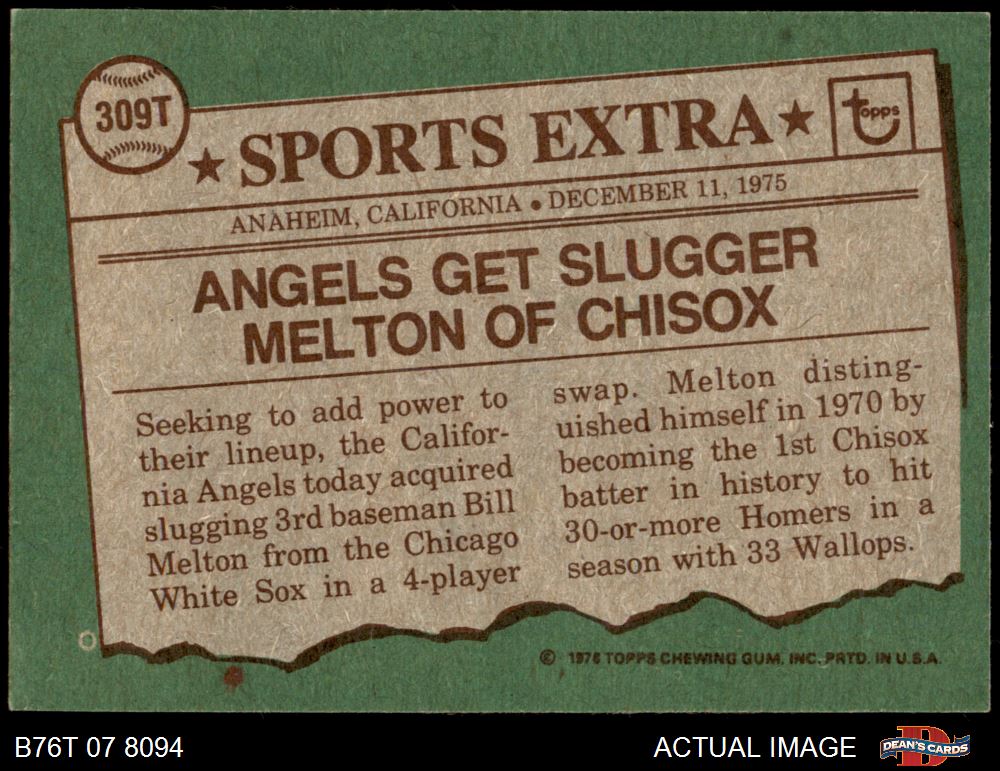 309T
★ SPORTS EXTRA ★
Topps
ANAHEIM, CALIFORNIA • DECEMBER 11, 1975
ANGELS GET SLUGGER
MELTON OF CHISOX
Seeking to add power to
their lineup, the Califor-
nia Angels today acquired
slugging 3rd baseman Bill
Melton from the Chicago
White Sox in a 4-player
swap. Melton disting-
uished himself in 1970 by
becoming the 1st Chisox
batter in history to hit
30-or-more Homers in a
season with 33 Wallops.
© 1976 TOPPS CHEWING GUM, INC. PRTD. IN U.S.A.
B76T 07 8094
ACTUAL IMAGE
DEAN'S CARDS